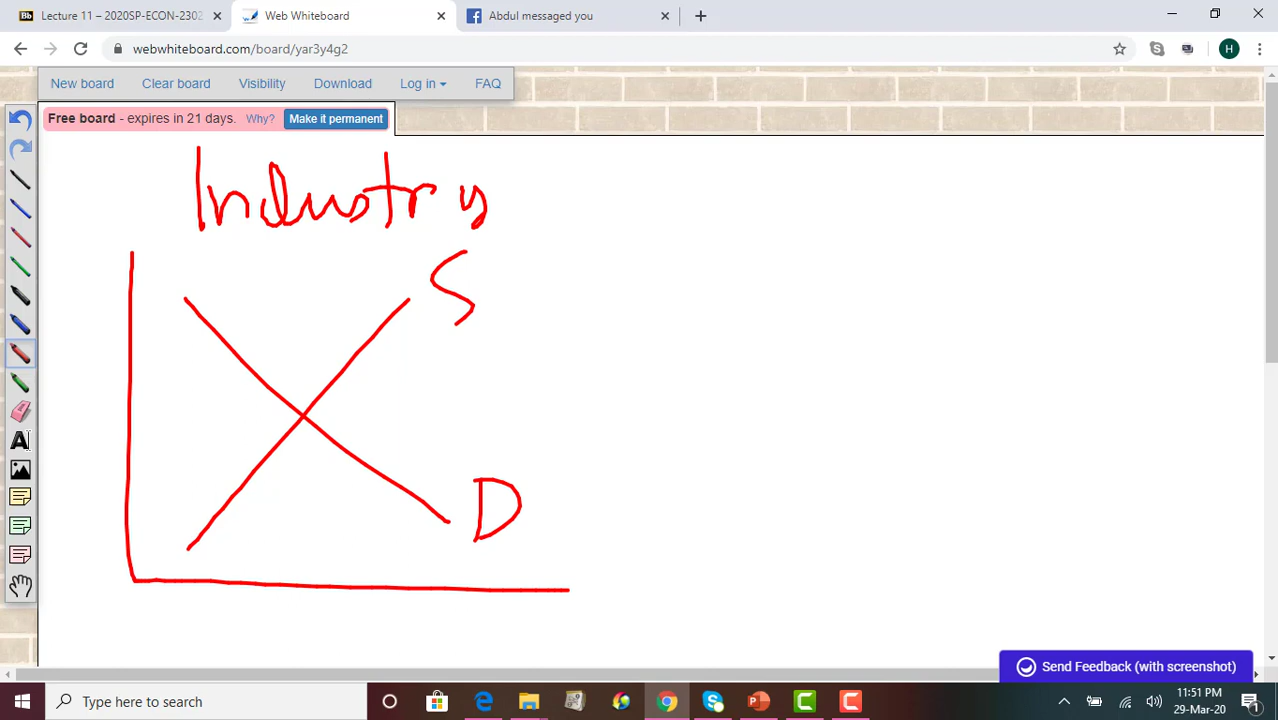 Lecture 11 – 2020SP-ECON-2302
Web Whiteboard
Abdul messaged you
webwhiteboard.com/board/yar3y4g2
H
New board
Clear board
Visibility
Download
Log in
FAQ
Free board - expires in 21 days.
Why?
Make it permanent
Industry
S
D
A
Send Feedback (with screenshot)
Type here to search
11:51 PM
29-Mar-20
1